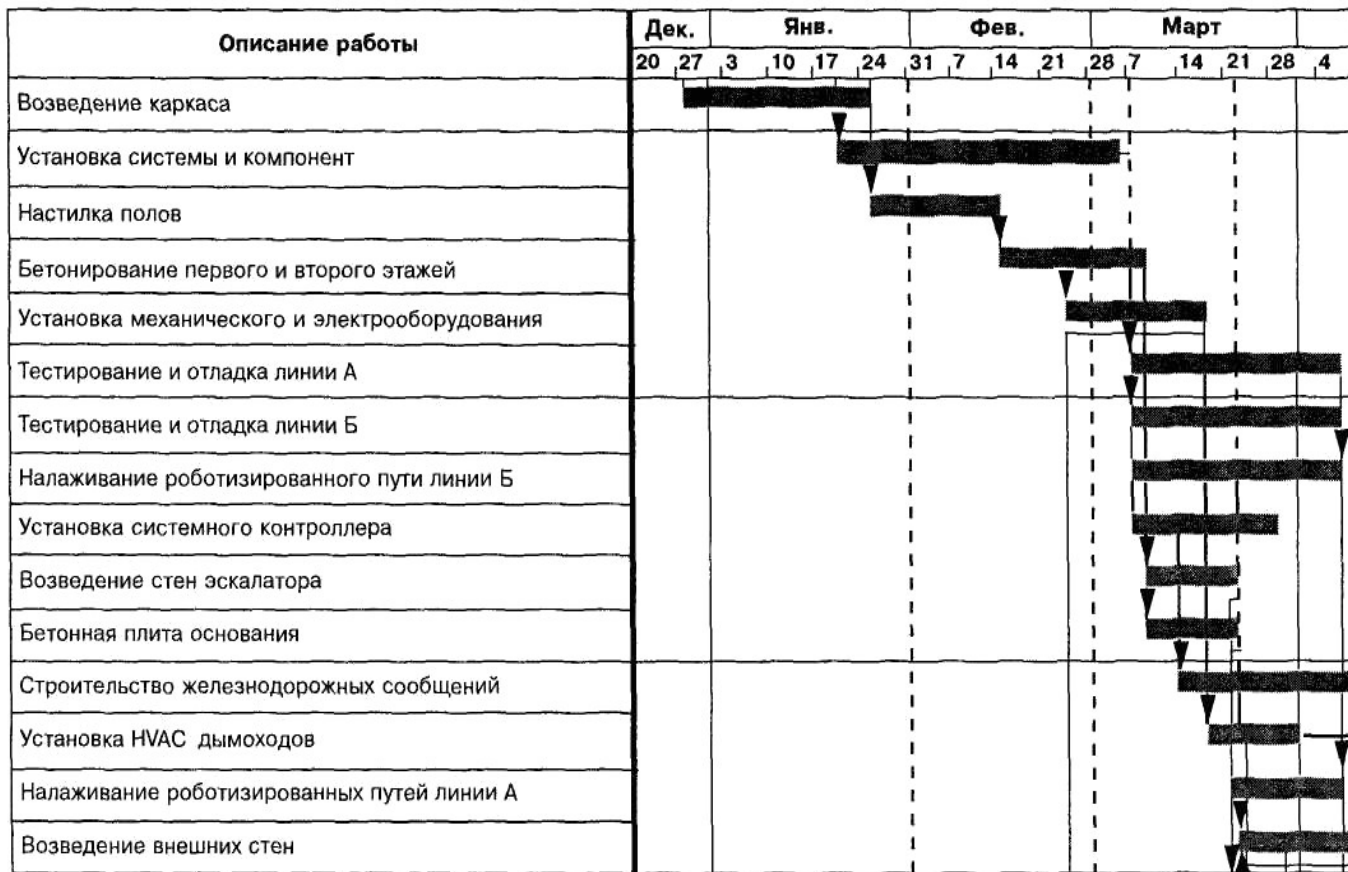 Описание работы
Дек. Янв. Фев. Март
20 27 3 10 17 24 31 7 14 21 28 7 14 21 28 4
Возведение каркаса
Установка системы и компонент
Настилка полов
Бетонирование первого и второго этажей
Установка механического и электрооборудования
Тестирование и отладка линии А
Тестирование и отладка линии Б
Налаживание роботизированного пути линии Б
Установка системного контроллера
Возведение стен эскалатора
Бетонная плита основания
Строительство железнодорожных сообщений
Установка HVAC дымоходов
Налаживание роботизированных путей линии А
Возведение внешних стен